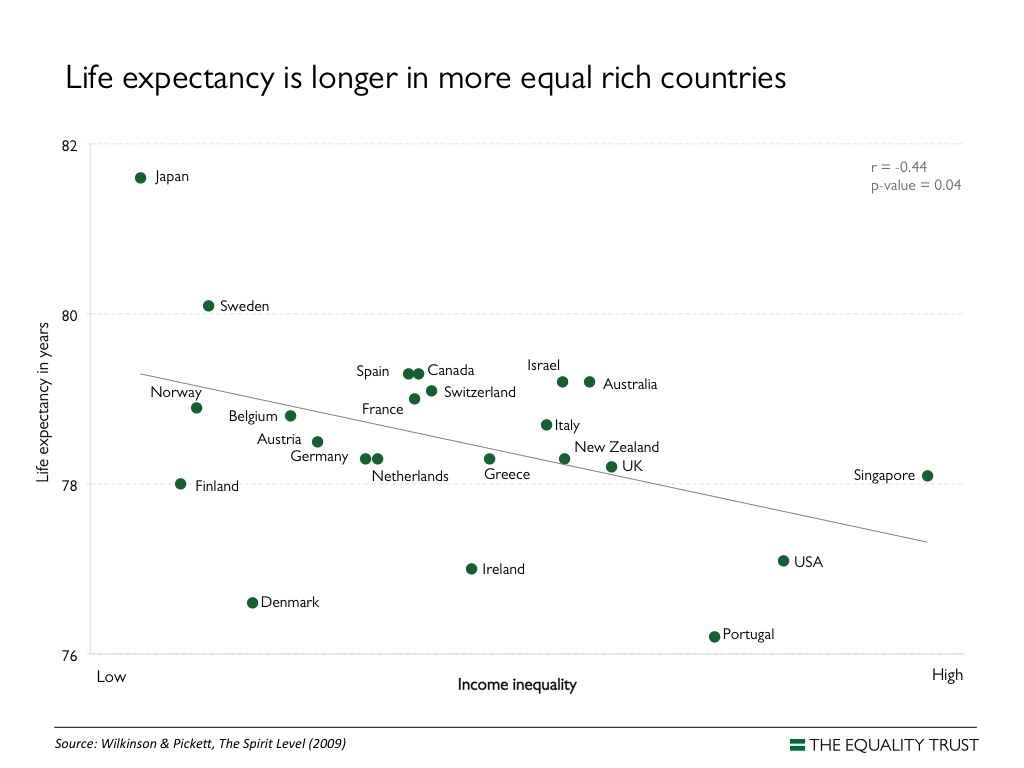 Life expectancy is longer in more equal rich countries
82
r = -0.44
p-value = 0.04
Japan
Sweden
80
Life expectancy in years
Spain
Canada
Israel
Australia
Norway
Switzerland
France
Belgium
Italy
Austria
New Zealand
Germany
UK
Netherlands
Greece
Singapore
78
Finland
Ireland
USA
Denmark
Portugal
76
Low
Income inequality
High
Source: Wilkinson & Pickett, The Spirit Level (2009)
THE EQUALITY TRUST